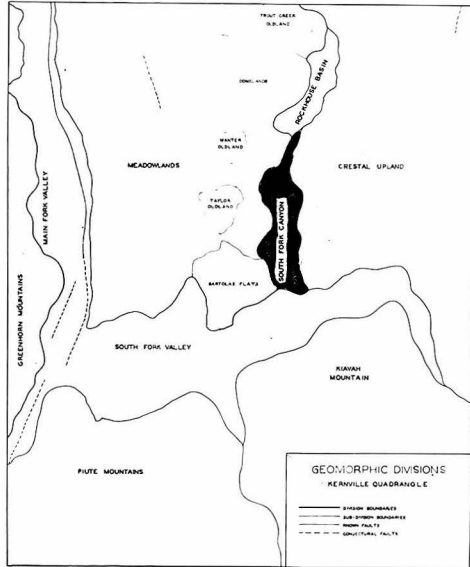 TROUT CREEK
OLDLAND
DOMELANDS
ROCKHOUSE BASIN
MANTER
OLDLAND
MEADOWLANDS
CRESTAL UPLAND
MAIN FORK VALLEY
TAYLOR
OLDLAND
SOUTH FORK CANYON
BARTOLAS FLATS
GREENHORN MOUNTAINS
SOUTH FORK VALLEY
KIAVAH
MOUNTAIN
PIUTE MOUNTAINS
GEOMORPHIC DIVISIONS
KERNVILLE QUADRANGLE
DIVISION BOUNDARIES
SUB-DIVISION BOUNDARIES
KNOWN FAULTS
CONJECTURAL FAULTS